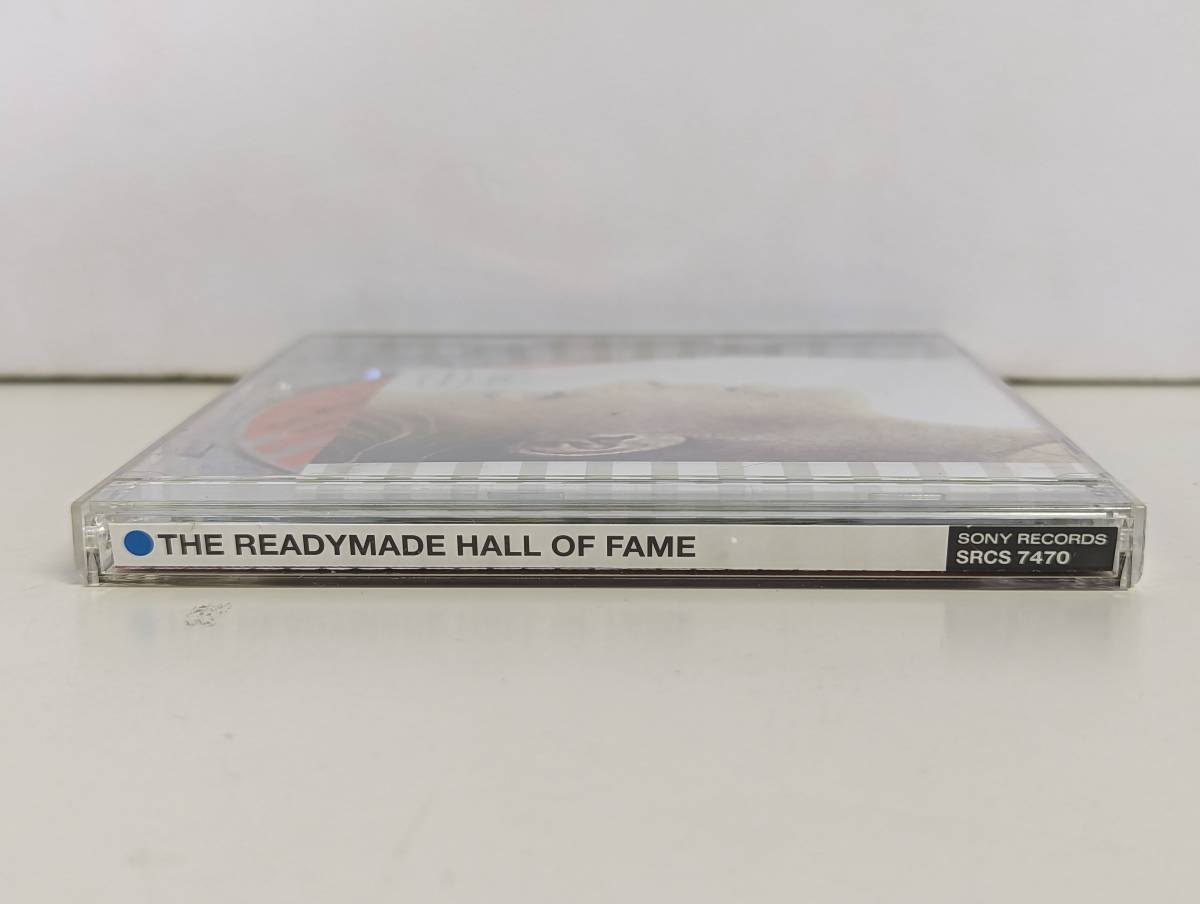 THE READYMADE HALL OF FAME
SONY RECORDS
SRCS 7470